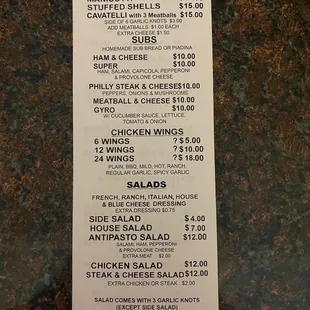 STUFFED SHELLS $15.00
CAVATELLI with 3 Meatballs $15.00
SIDE OF 6 GARLIC KNOTS $3.00
ADD MEATBALLS $1.00 EACH
EXTRA CHEESE $1.50
SUBS
HOMEMADE SUB BREAD OR PIADINA
HAM & CHEESE $10.00
SUPER $10.00
HAM, SALAMI, CAPICOLA, PEPPERONI
& PROVOLONE CHEESE
PHILLY STEAK & CHEESE$10.00
PEPPERS, ONIONS & MUSHROOMS
MEATBALL & CHEESE $10.00
GYRO $10.00
W/ CUCUMBER SAUCE, LETTUCE,
TOMATO & ONION
CHICKEN WINGS
6 WINGS ? $ 5.00
12 WINGS ? $ 10.00
24 WINGS ? $ 18.00
PLAIN, BBQ, MILD, HOT, RANCH,
REGULAR GARLIC, SPICY GARLIC
SALADS
FRENCH, RANCH, ITALIAN, HOUSE
& BLUE CHEESE DRESSING
EXTRA DRESSING $0.75
SIDE SALAD $ 4.00
HOUSE SALAD $ 7.00
ANTIPASTO SALAD $12.00
SALAMI, HAM, PEPPERONI
& PROVOLONE CHEESE
EXTRA MEAT $2.00
CHICKEN SALAD $12.00
STEAK & CHEESE SALAD $12.00
EXTRA CHICKEN OR STEAK $2.00
SALAD COMES WITH 3 GARLIC KNOTS
(EXCEPT SIDE SALAD)